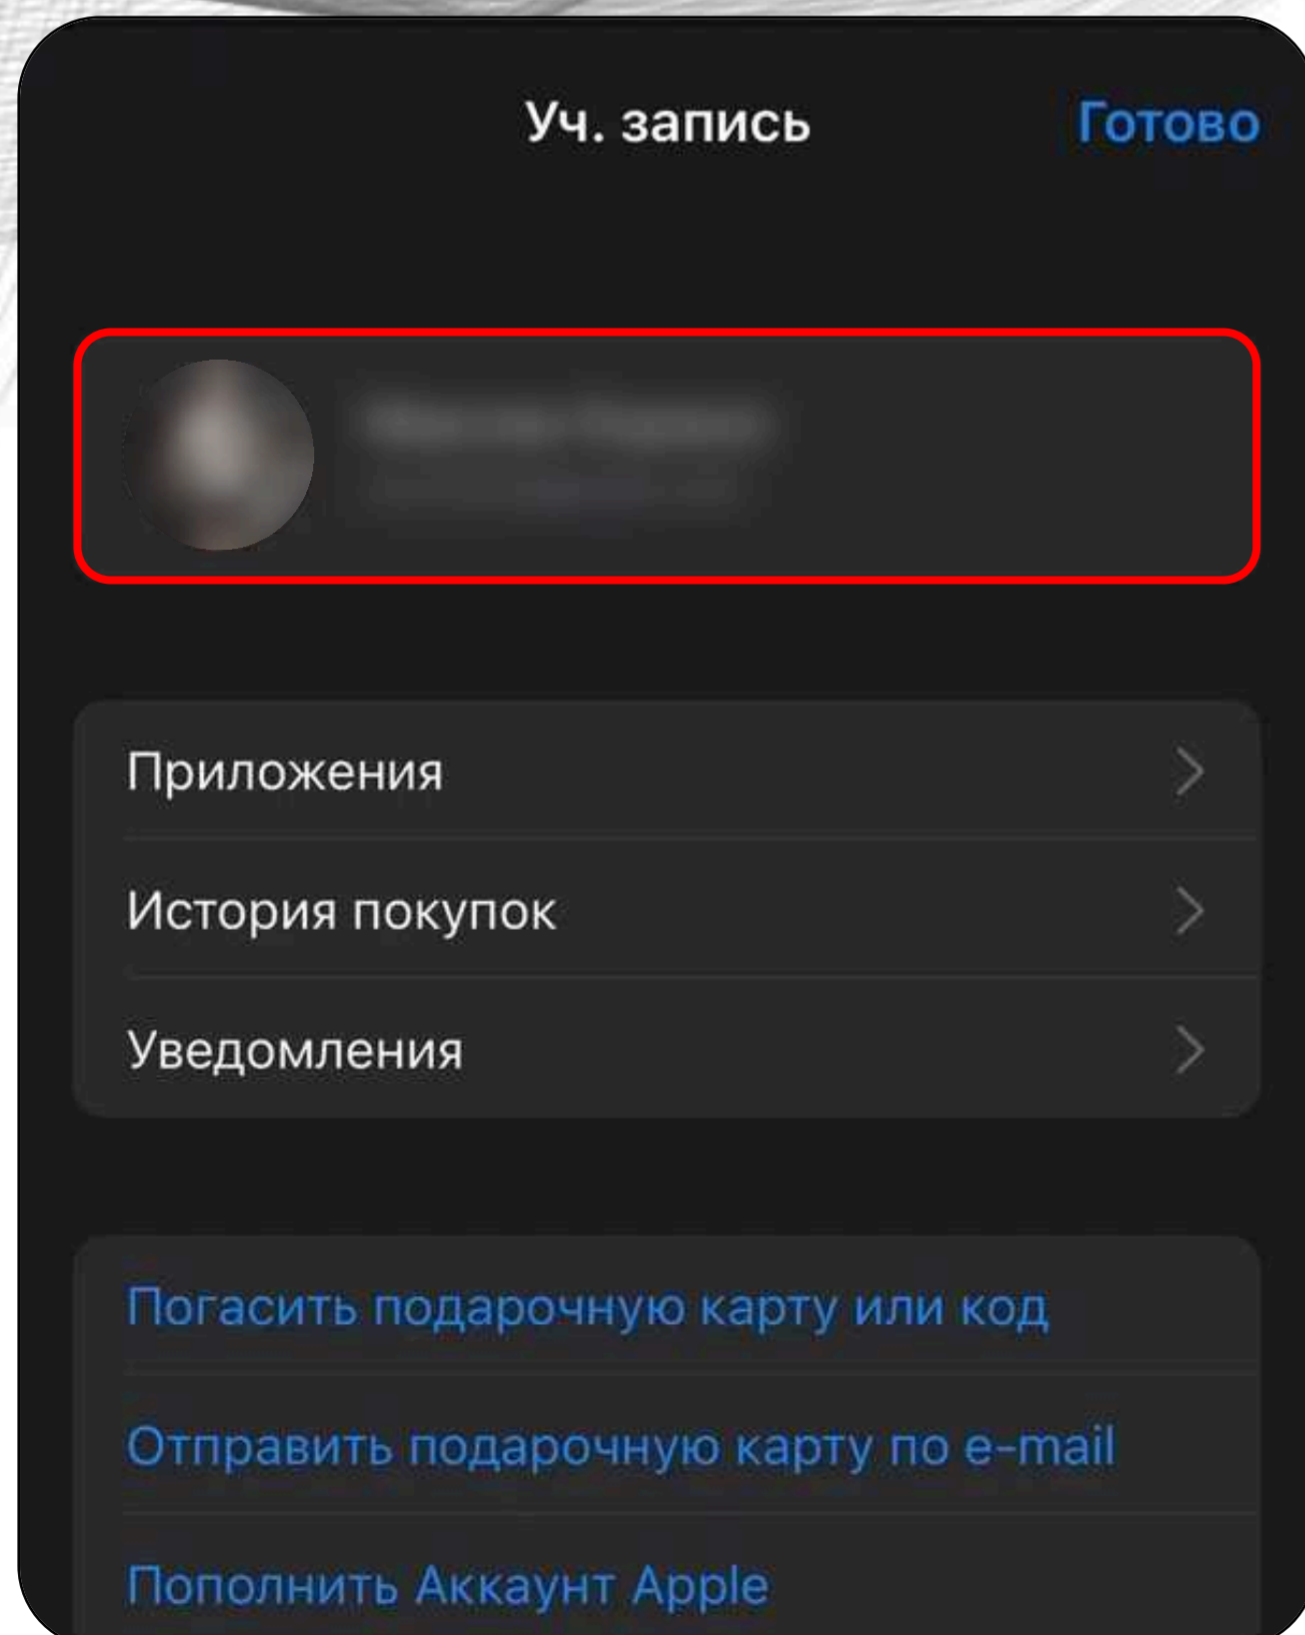 Уч. запись
Готово
Приложения
История покупок
Уведомления
Погасить подарочную карту или код
Отправить подарочную карту по e-mail
Пополнить Аккаунт Apple